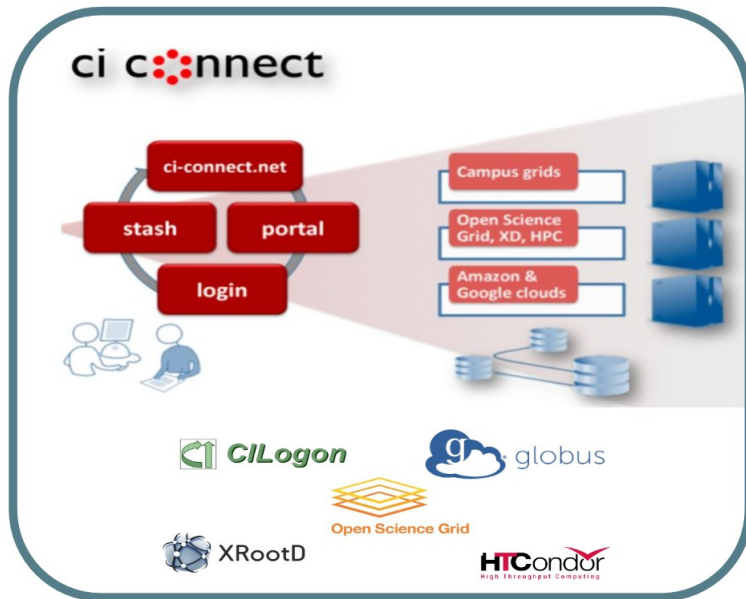 ci connect
ci-connect.net
stash
portal
login
Campus grids
Open Science
Grid, XD, HPC
Amazon &
Google clouds
CILogon
g globus
Open Science Grid
XRootD
HTCondor
High Throughput Computing